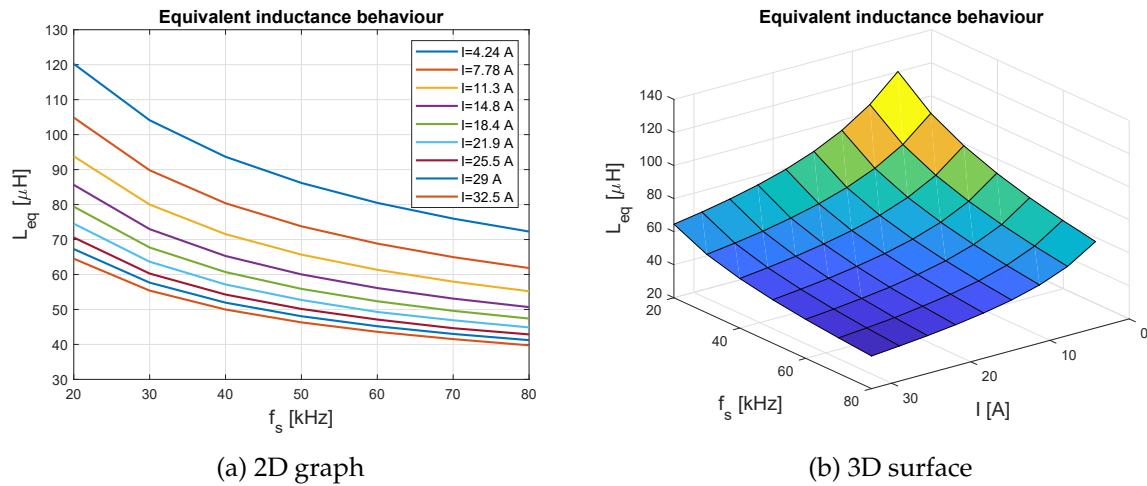 Equivalent inductance behaviour
130
120
110
100
90
80
70
60
50
40
30
L_eq [μH]
20 30 40 50 60 70 80
f_s [kHz]
I=4.24 A
I=7.78 A
I=11.3 A
I=14.8 A
I=18.4 A
I=21.9 A
I=25.5 A
I=29 A
I=32.5 A
(a) 2D graph
Equivalent inductance behaviour
140
120
100
80
60
40
20
L_eq [μH]
20
40
60
80
f_s [kHz]
30
20
10
0
I [A]
(b) 3D surface